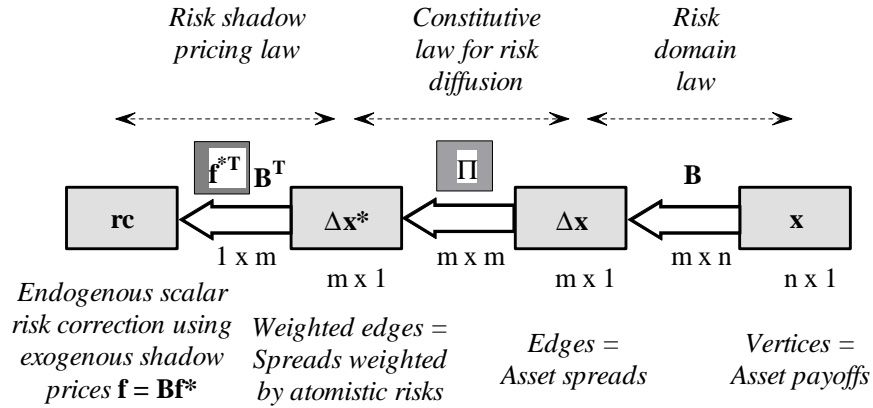 Risk shadow
pricing law
Constitutive
law for risk
diffusion
Risk
domain
law
f*T B^T
Π
B
rc
Δx*
Δx
x
1 x m
m x m
m x n
m x 1
m x 1
n x 1
Endogenous scalar
risk correction using
exogenous shadow
prices f = Bf*
Weighted edges =
Spreads weighted
by atomistic risks
Edges =
Asset spreads
Vertices =
Asset payoffs